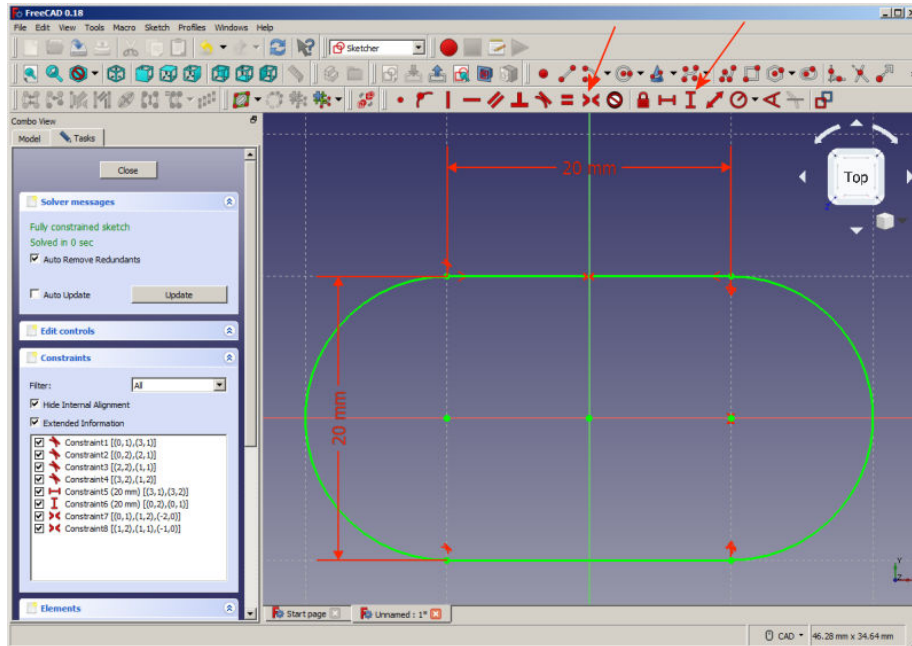 FreeCAD 0.18
File Edit View Tools Macro Sketch Profiles Windows Help
Sketcher
Combo View
Model Tasks
Close
Solver messages
Fully constrained sketch
Solved in 0 sec
Auto Remove Redundants
Auto Update Update
Edit controls
Constraints
Filter: All
Hide Internal Alignment
Extended Information
Constraint1 [(0,1),(3,1)]
Constraint2 [(0,2),(2,1)]
Constraint3 [(2,2),(1,1)]
Constraint4 [(3,2),(1,2)]
Constraint5 (20 mm) [(3,1),(3,2)]
Constraint6 (20 mm) [(0,2),(0,1)]
Constraint7 [(0,1),(1,2),(-2,0)]
Constraint8 [(1,2),(1,1),(-1,0)]
Elements
20 mm
20 mm
Top
Z
Y
Z
Start page Unnamed : 1*
CAD 46.28 mm x 34.64 mm